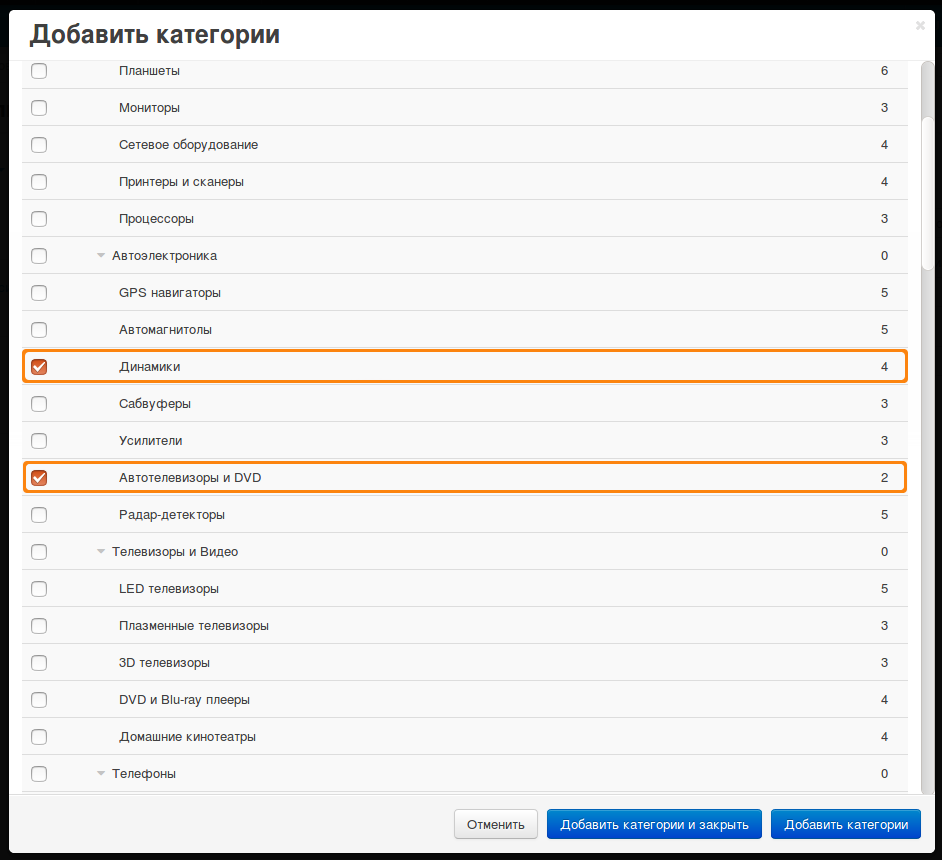 Добавить категории
Планшеты 6
Мониторы 3
Сетевое оборудование 4
Принтеры и сканеры 4
Процессоры 3
Автоэлектроника 0
GPS навигаторы 5
Автомагнитолы 5
Динамики 4
Сабвуферы 3
Усилители 3
Автотелевизоры и DVD 2
Радар-детекторы 5
Телевизоры и Видео 0
LED телевизоры 5
Плазменные телевизоры 3
3D телевизоры 3
DVD и Blu-ray плееры 4
Домашние кинотеатры 4
Телефоны 0
Отменить Добавить категории и закрыть Добавить категории